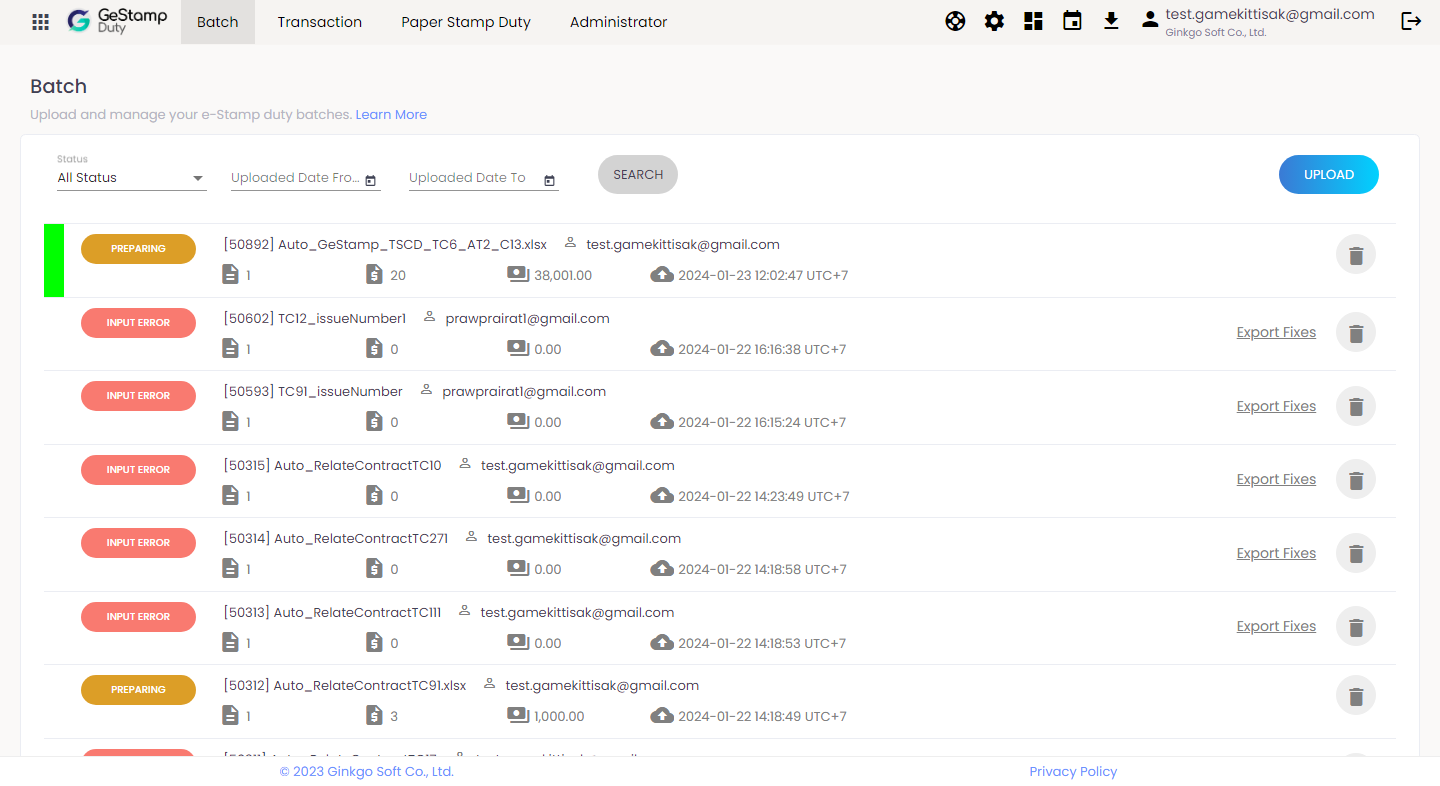 GeStamp
Duty
Batch
Transaction
Paper Stamp Duty
Administrator
test.gamekittisak@gmail.com
Ginkgo Soft Co., Ltd.
Batch
Upload and manage your e-Stamp duty batches. Learn More
Status
All Status
Uploaded Date Fro...
Uploaded Date To
SEARCH
UPLOAD
PREPARING
[50892] Auto_GeStamp_TSCD_TC6_AT2_C13.xlsx test.gamekittisak@gmail.com
1 20 38,001.00 2024-01-23 12:02:47 UTC+7
INPUT ERROR
[50602] TC12_issueNumber1 prawprairat1@gmail.com
1 0 0.00 2024-01-22 16:16:38 UTC+7
Export Fixes
INPUT ERROR
[50593] TC91_issueNumber prawprairat1@gmail.com
1 0 0.00 2024-01-22 16:15:24 UTC+7
Export Fixes
INPUT ERROR
[50315] Auto_RelateContractTC10 test.gamekittisak@gmail.com
1 0 0.00 2024-01-22 14:23:49 UTC+7
Export Fixes
INPUT ERROR
[50314] Auto_RelateContractTC271 test.gamekittisak@gmail.com
1 0 0.00 2024-01-22 14:18:58 UTC+7
Export Fixes
INPUT ERROR
[50313] Auto_RelateContractTC111 test.gamekittisak@gmail.com
1 0 0.00 2024-01-22 14:18:53 UTC+7
Export Fixes
PREPARING
[50312] Auto_RelateContractTC91.xlsx test.gamekittisak@gmail.com
1 3 1,000.00 2024-01-22 14:18:49 UTC+7
© 2023 Ginkgo Soft Co., Ltd.
Privacy Policy